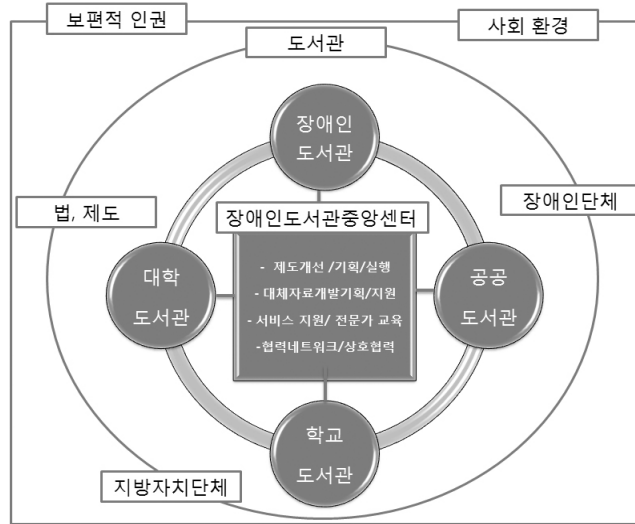 보편적 인권
사회 환경
도서관
장애인
도서관
법, 제도
장애인단체
장애인도서관중앙센터
- 제도개선 /기획/실행
- 대체자료개발기획/지원
- 서비스 지원/ 전문가 교육
-협력네트워크/상호협력
대학
도서관
공공
도서관
학교
도서관
지방자치단체